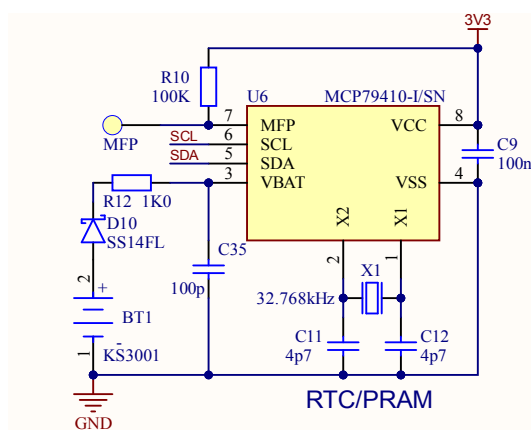 3V3
R10
100K
U6
MCP79410-I/SN
MFP
7
MFP
VCC
8
SCL
6
SCL
SDA
5
SDA
C9
100n
3
VBAT
VSS
4
R12 1K0
D10
SS14FL
X2
X1
2
1
C35
100p
X1
32.768kHz
2
+
BT1
C11
4p7
C12
4p7
1
-
KS3001
RTC/PRAM
GND